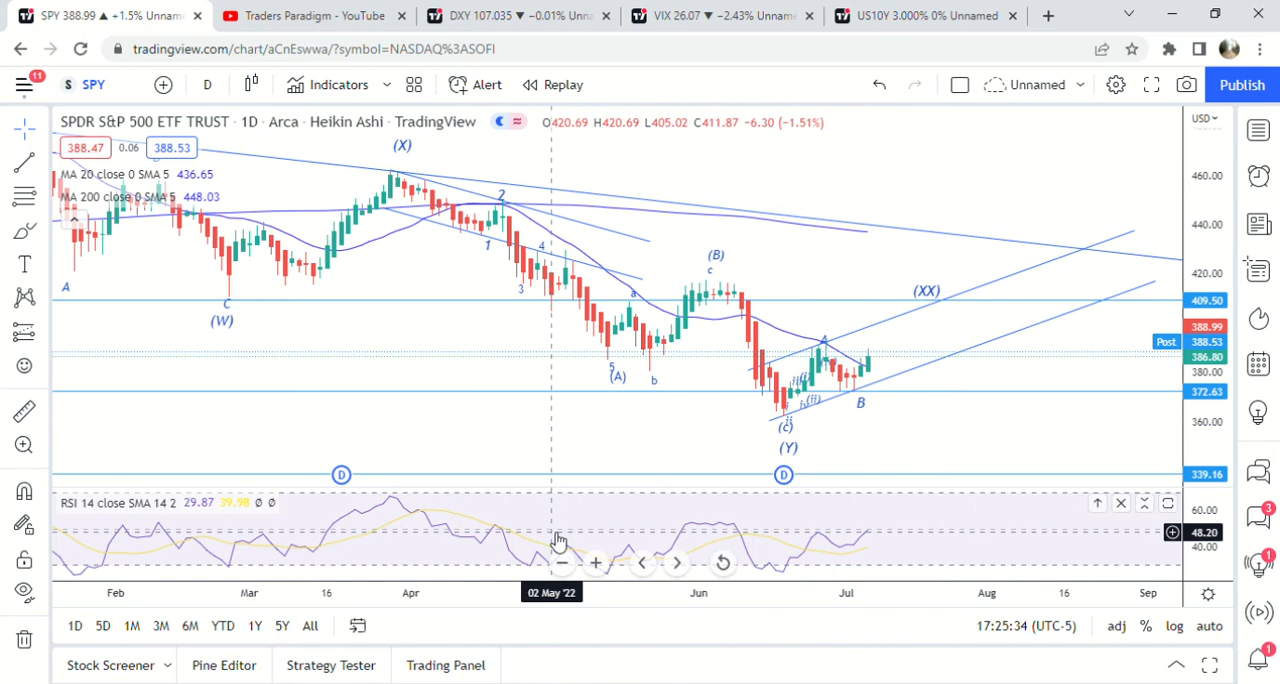 SPY 388.99 ▲ +1.5% Unnam
Traders Paradigm - YouTube
DXY 107.035 ▼ −0.01% Unna
VIX 26.07 ▼ −2.43% Unname
US10Y 3.000% 0% Unnamed
tradingview.com/chart/aCnEswwa/?symbol=NASDAQ%3ASOFI
11
S SPY
D
Indicators
Alert
Replay
Unnamed
Publish
SPDR S&P 500 ETF TRUST · 1D · Arca · Heikin Ashi · TradingView
O420.69 H420.69 L405.02 C411.87 −6.30 (−1.51%)
USD
388.47 0.06 388.53
MA 20 close 0 SMA 5 436.65
MA 200 close 0 SMA 5 448.03
(X)
2
1
4
3
A
C
(W)
a
5
(A)
b
(B)
c
(XX)
A
B
(i)
(ii)
ii
(c)
(Y)
D
D
460.00
440.00
420.00
409.50
388.99
Post 388.53
386.80
380.00
372.63
360.00
339.16
RSI 14 close SMA 14 2 29.87 39.98 Ø Ø
60.00
48.20
40.00
Feb
Mar
16
Apr
02 May '22
Jun
Jul
Aug
16
Sep
1D 5D 1M 3M 6M YTD 1Y 5Y All
17:25:34 (UTC-5)
adj % log auto
Stock Screener
Pine Editor
Strategy Tester
Trading Panel
3
1
1